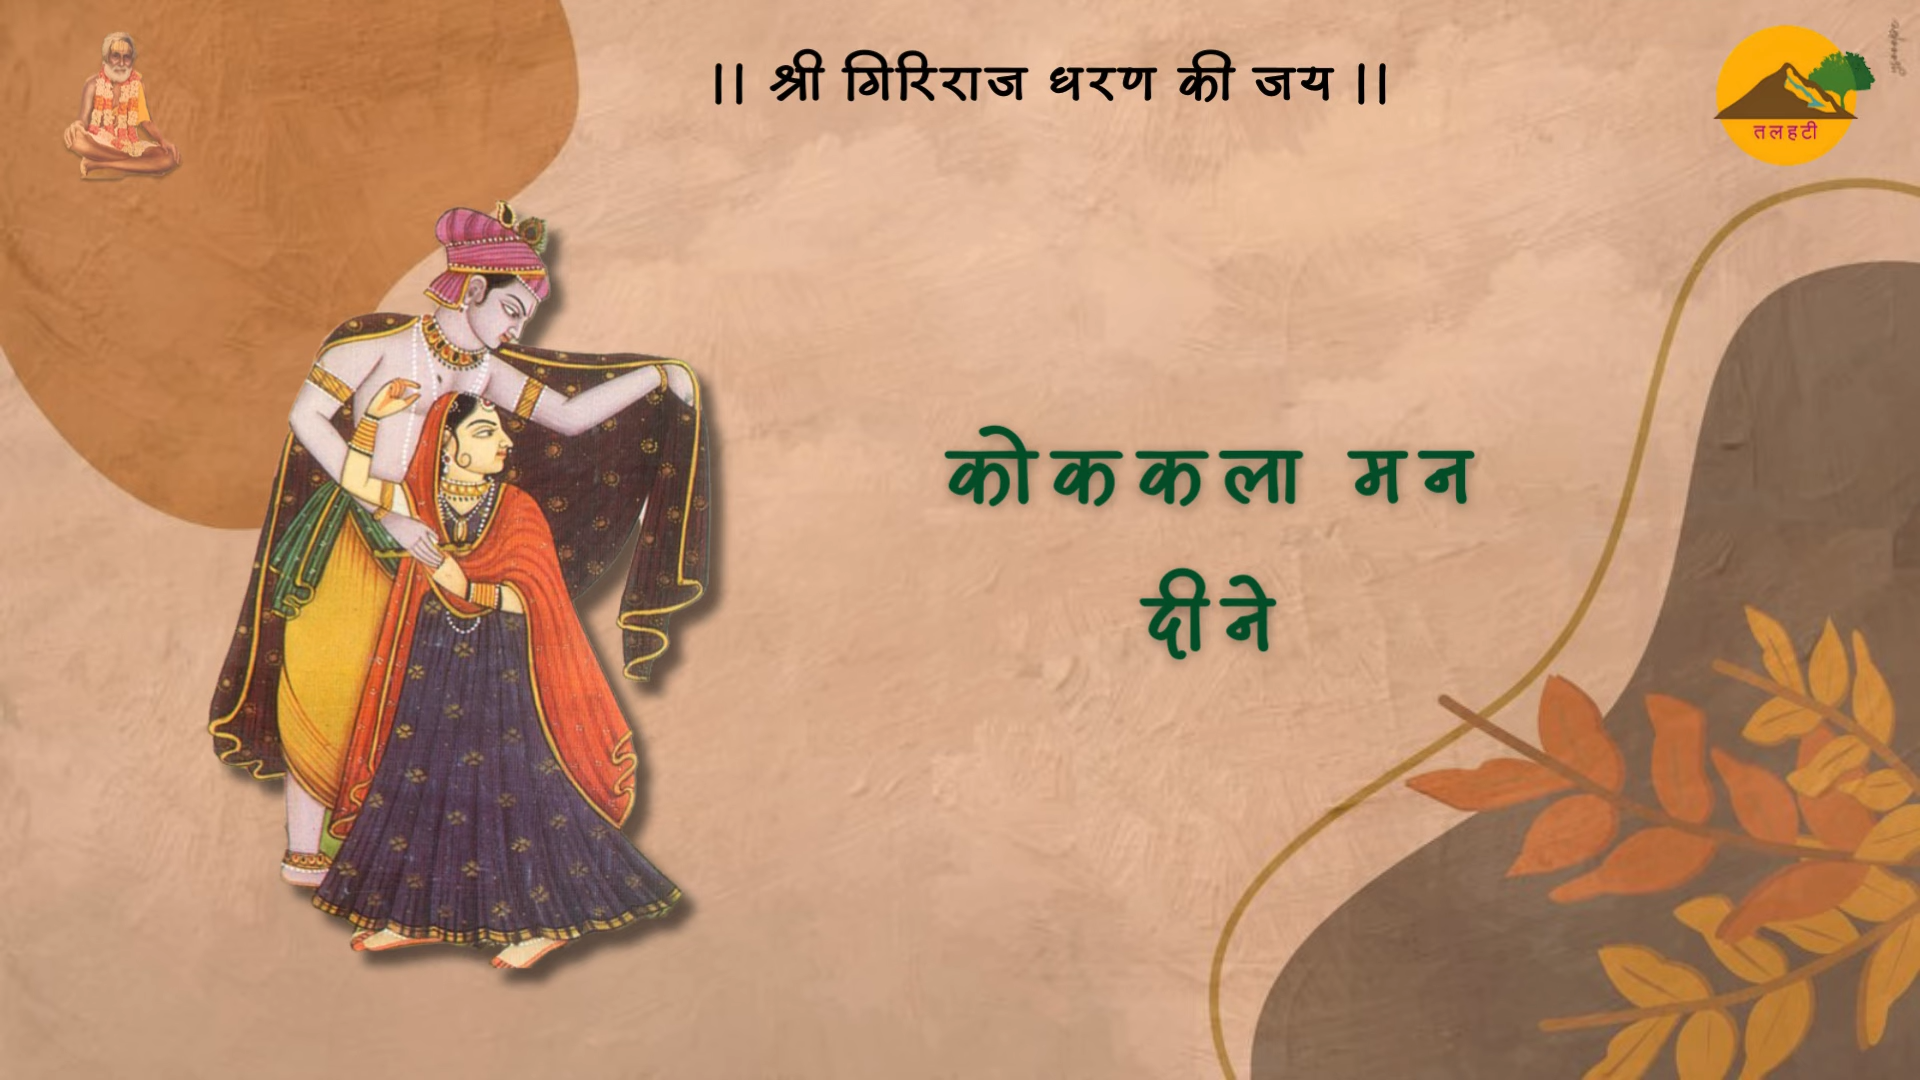 || श्री गिरिराज धरण की जय ||
तलहटी
कोककला मन
दीने